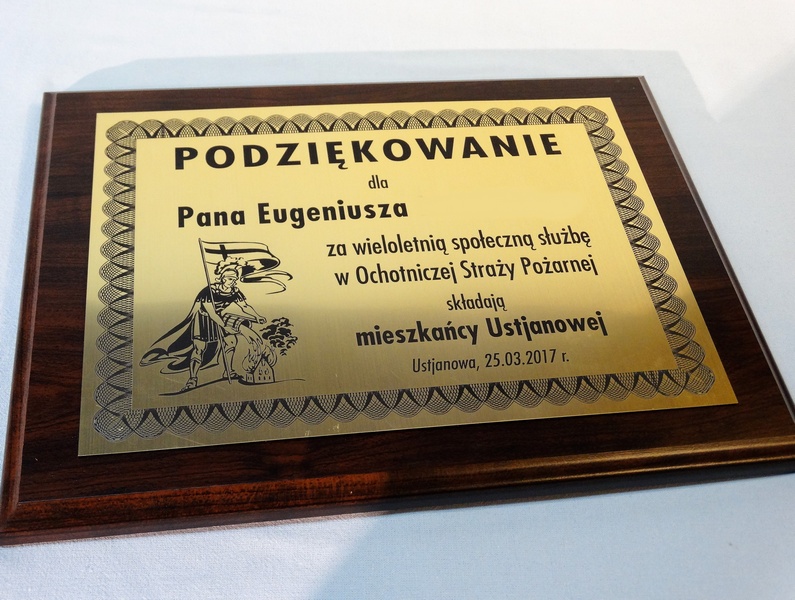 PODZIĘKOWANIE
dla
Pana Eugeniusza
za wieloletnią społeczną służbę
w Ochotniczej Straży Pożarnej
składają
mieszkańcy Ustjanowej
Ustjanowa, 25.03.2017 r.